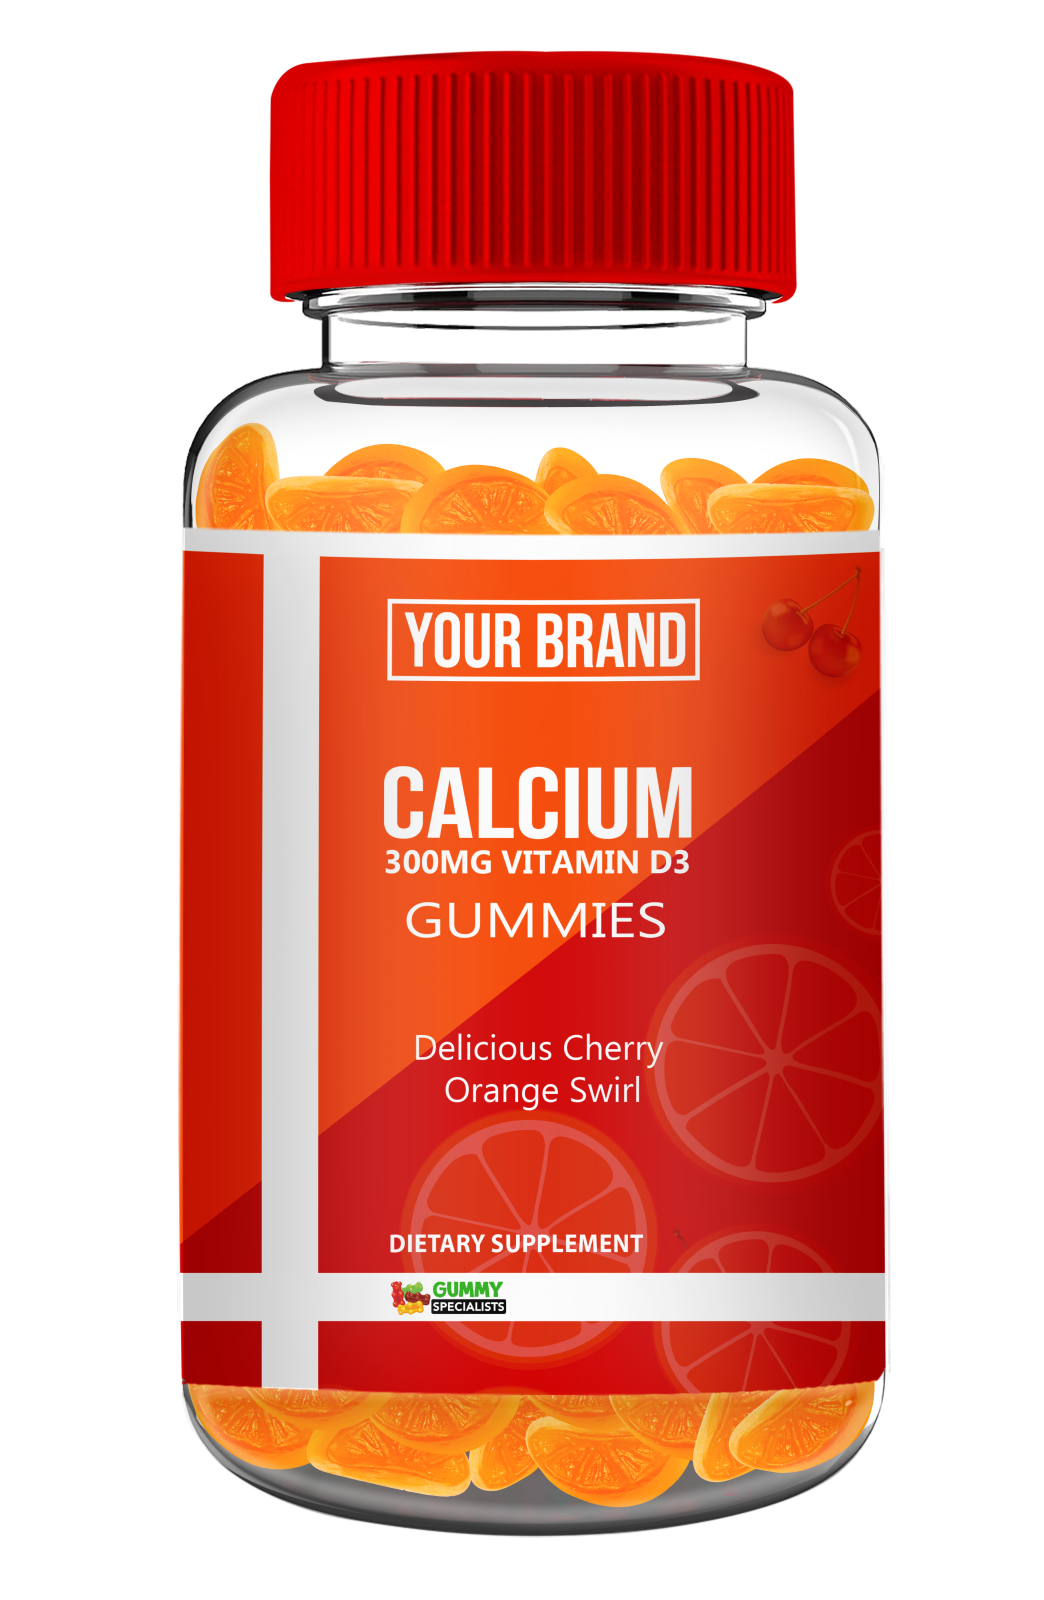 YOUR BRAND
CALCIUM
300MG VITAMIN D3
GUMMIES
Delicious Cherry
Orange Swirl
DIETARY SUPPLEMENT
GUMMY
SPECIALISTS